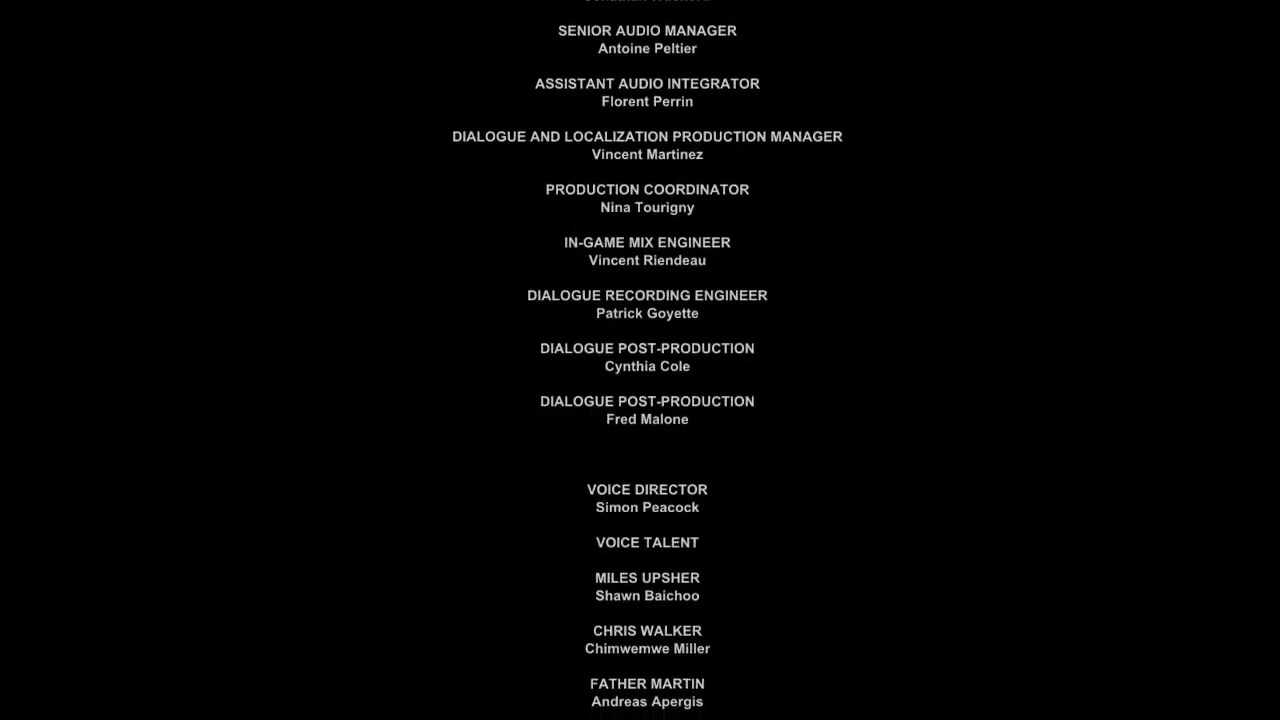 SENIOR AUDIO MANAGER
Antoine Peltier
ASSISTANT AUDIO INTEGRATOR
Florent Perrin
DIALOGUE AND LOCALIZATION PRODUCTION MANAGER
Vincent Martinez
PRODUCTION COORDINATOR
Nina Tourigny
IN-GAME MIX ENGINEER
Vincent Riendeau
DIALOGUE RECORDING ENGINEER
Patrick Goyette
DIALOGUE POST-PRODUCTION
Cynthia Cole
DIALOGUE POST-PRODUCTION
Fred Malone
VOICE DIRECTOR
Simon Peacock
VOICE TALENT
MILES UPSHER
Shawn Baichoo
CHRIS WALKER
Chimwemwe Miller
FATHER MARTIN
Andreas Apergis